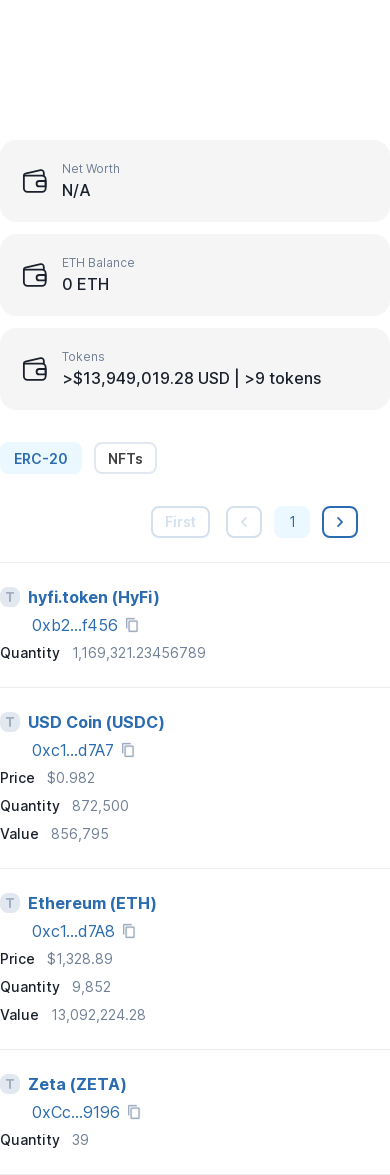 Net Worth
N/A
ETH Balance
0 ETH
Tokens
>$13,949,019.28 USD | >9 tokens
ERC-20 NFTs
First 1
T hyfi.token (HyFi)
0xb2...f456
Quantity 1,169,321.23456789
T USD Coin (USDC)
0xc1...d7A7
Price $0.982
Quantity 872,500
Value 856,795
T Ethereum (ETH)
0xc1...d7A8
Price $1,328.89
Quantity 9,852
Value 13,092,224.28
T Zeta (ZETA)
0xCc...9196
Quantity 39